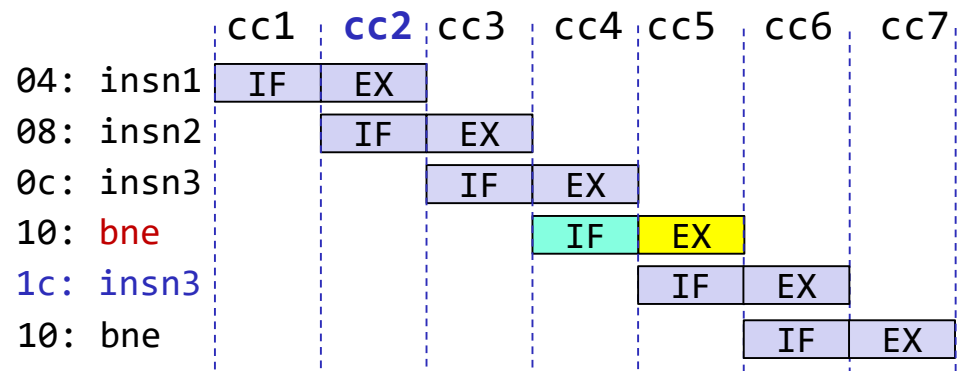 cc1 cc2 cc3 cc4 cc5 cc6 cc7
04: insn1 IF EX
08: insn2 IF EX
0c: insn3 IF EX
10: bne IF EX
1c: insn3 IF EX
10: bne IF EX